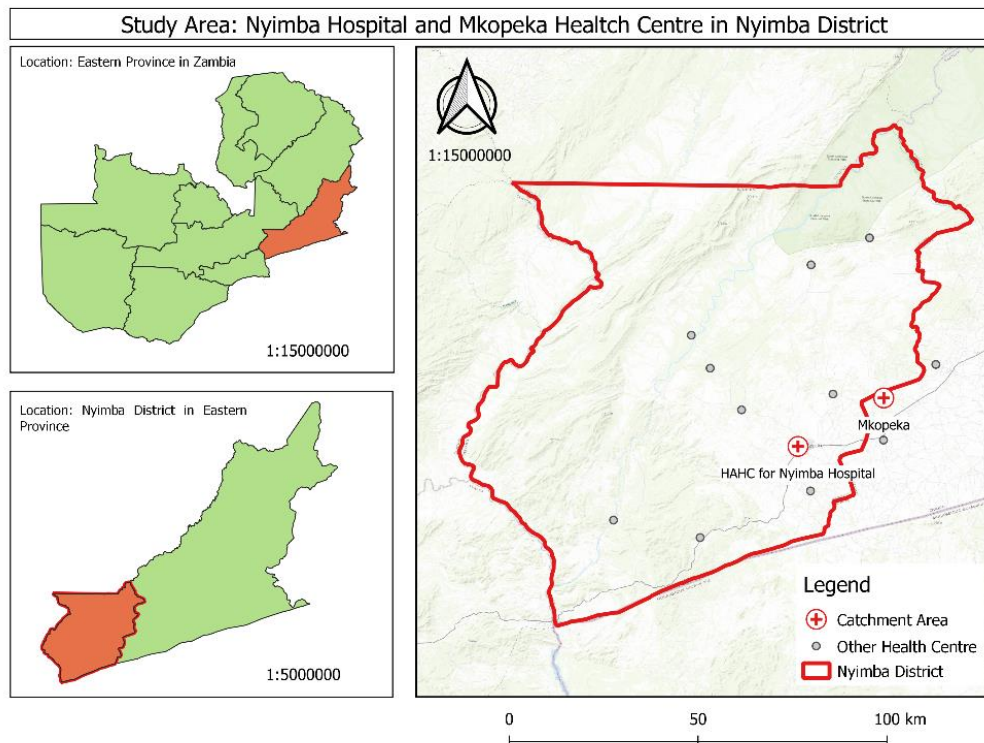 Study Area: Nyimba Hospital and Mkopeka Healtch Centre in Nyimba District
Location: Eastern Province in Zambia
1:15000000
Location: Nyimba District in Eastern
Province
1:5000000
1:15000000
Mkopeka
HAHC for Nyimba Hospital
Legend
Catchment Area
Other Health Centre
Nyimba District
0 50 100 km